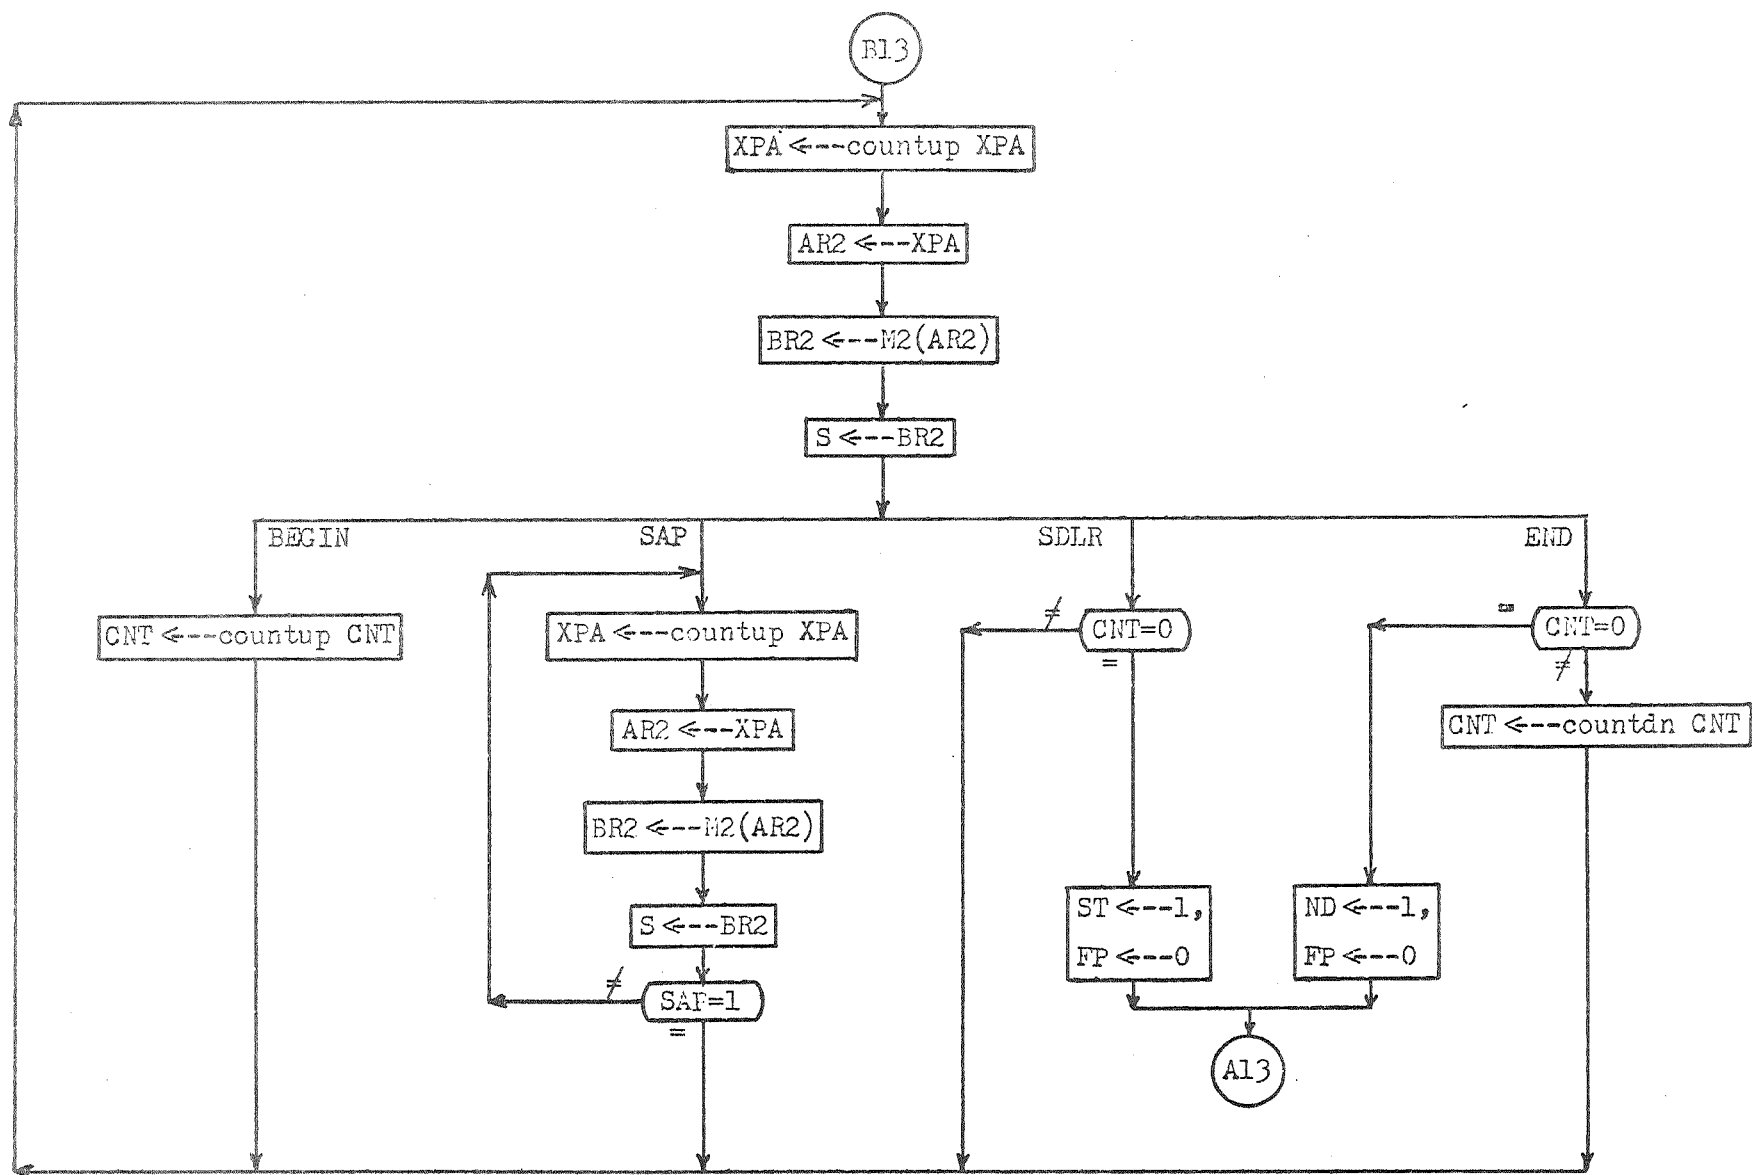 B13
XPA <---countup XPA
AR2 <---XPA
BR2 <---M2(AR2)
S <---BR2
BEGIN
SAP
SDLR
END
CNT <---countup CNT
XPA <---countup XPA
≠
CNT=0
=
=
CNT=0
≠
AR2 <---XPA
CNT <---countdn CNT
BR2 <---M2(AR2)
S <---BR2
ST <---1,
FP <---0
ND <---1,
FP <---0
≠
SAP=1
=
A13